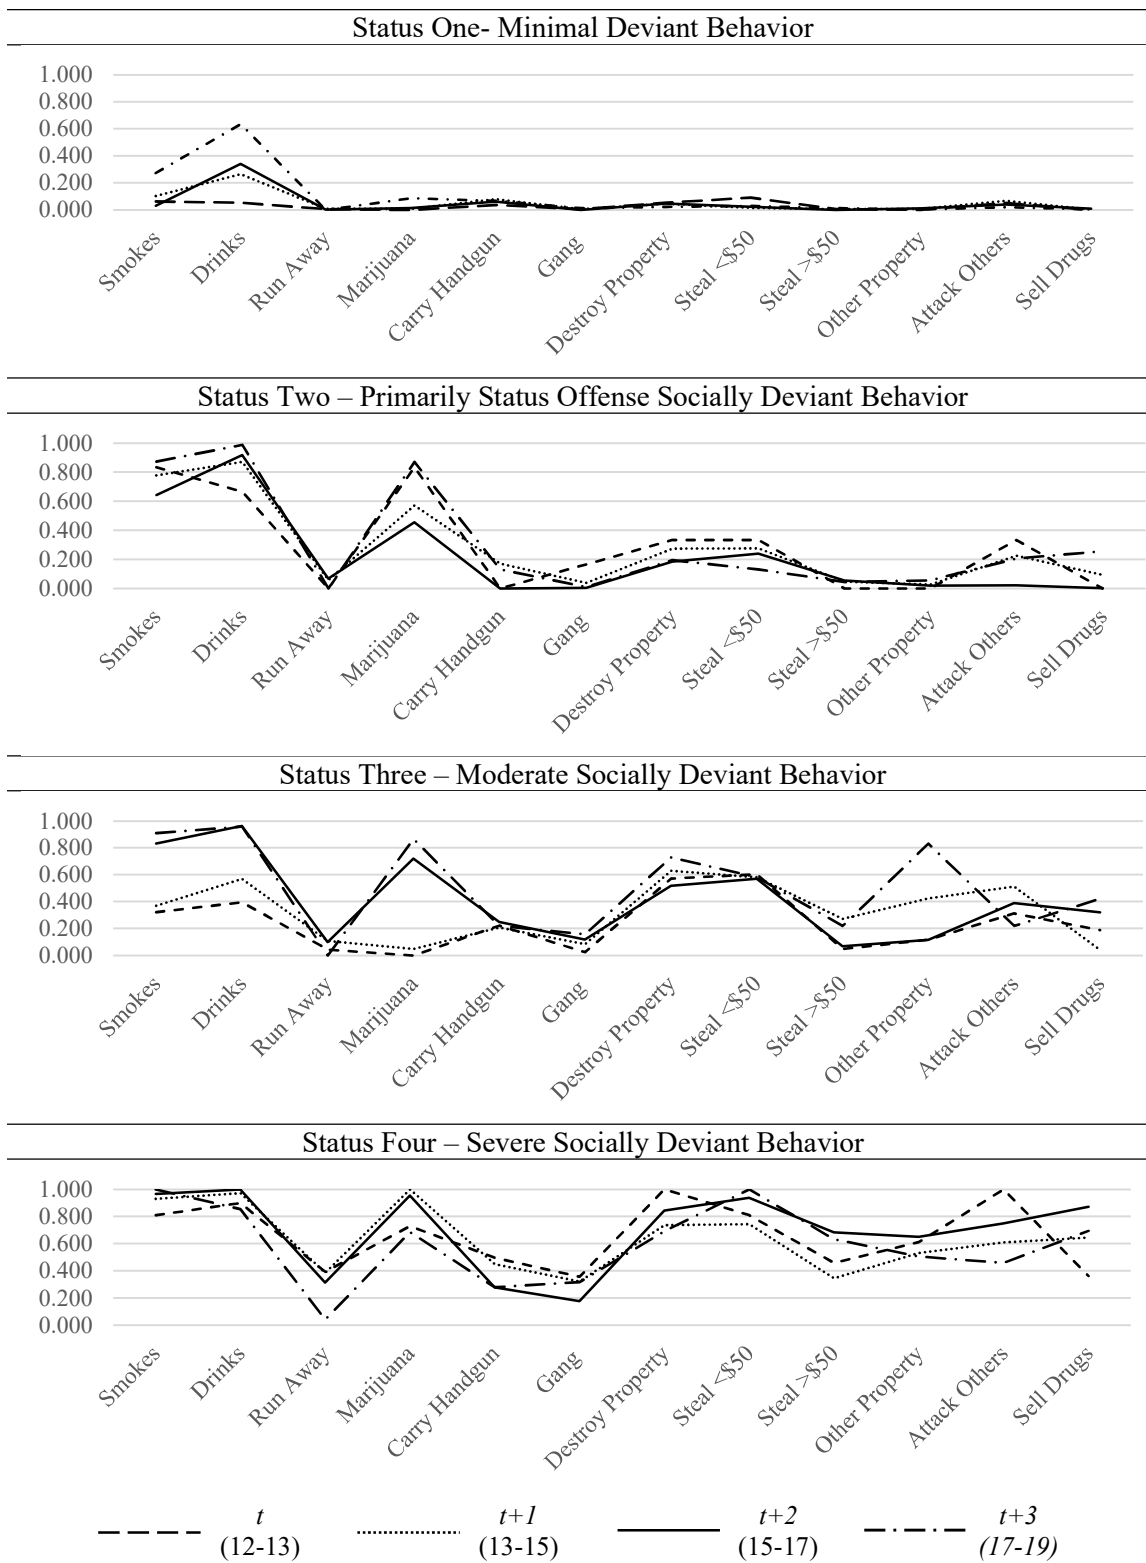 Status One- Minimal Deviant Behavior
1.000
0.800
0.600
0.400
0.200
0.000
Smokes
Drinks
Run Away
Marijuana
Carry Handgun
Gang
Destroy Property
Steal <$50
Steal >$50
Other Property
Attack Others
Sell Drugs
Status Two – Primarily Status Offense Socially Deviant Behavior
1.000
0.800
0.600
0.400
0.200
0.000
Smokes
Drinks
Run Away
Marijuana
Carry Handgun
Gang
Destroy Property
Steal <$50
Steal >$50
Other Property
Attack Others
Sell Drugs
Status Three – Moderate Socially Deviant Behavior
1.000
0.800
0.600
0.400
0.200
0.000
Smokes
Drinks
Run Away
Marijuana
Carry Handgun
Gang
Destroy Property
Steal <$50
Steal >$50
Other Property
Attack Others
Sell Drugs
Status Four – Severe Socially Deviant Behavior
1.000
0.800
0.600
0.400
0.200
0.000
Smokes
Drinks
Run Away
Marijuana
Carry Handgun
Gang
Destroy Property
Steal <$50
Steal >$50
Other Property
Attack Others
Sell Drugs
t t+1 t+2 t+3
(12-13) (13-15) (15-17) (17-19)